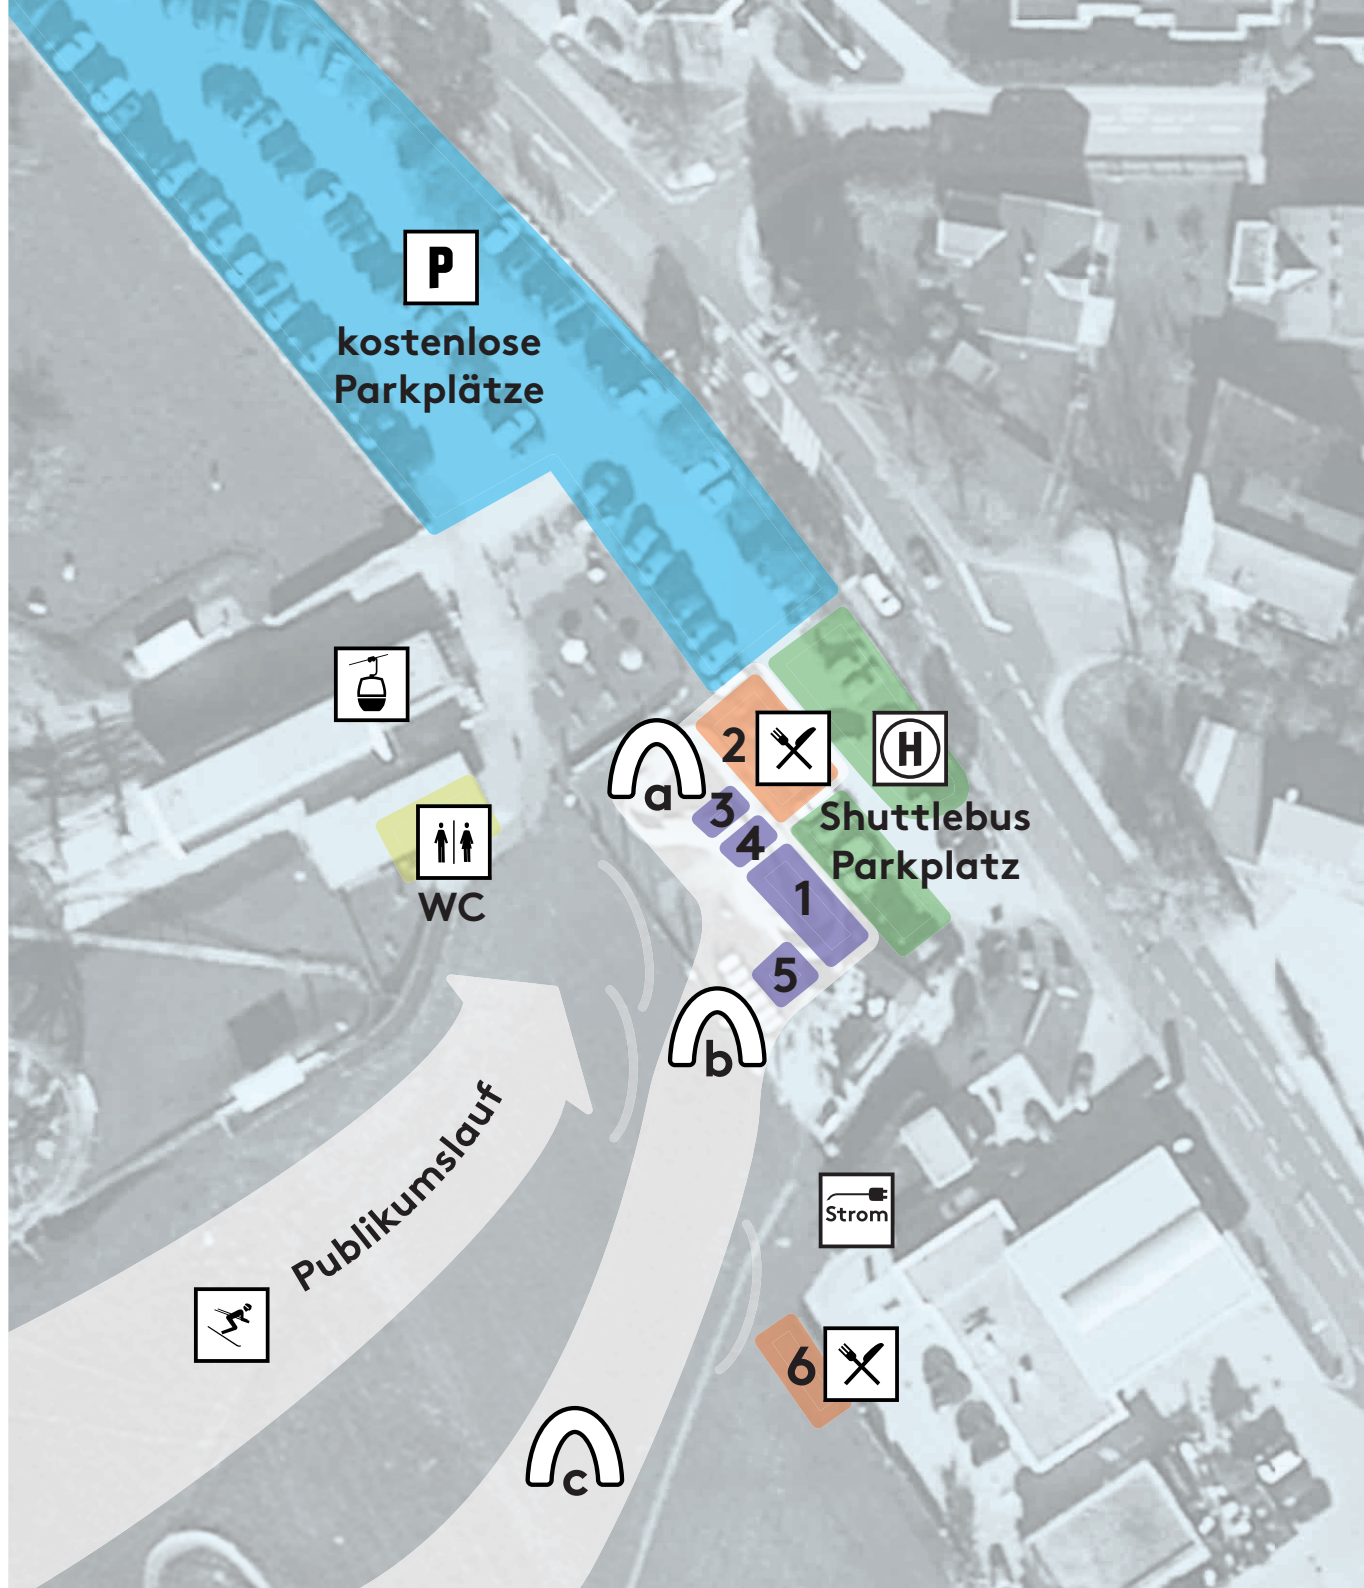 P
kostenlose
Parkplätze
2
H
a
3
Shuttlebus
4
Parkplatz
1
WC
5
b
Publikumslauf
Strom
6
c